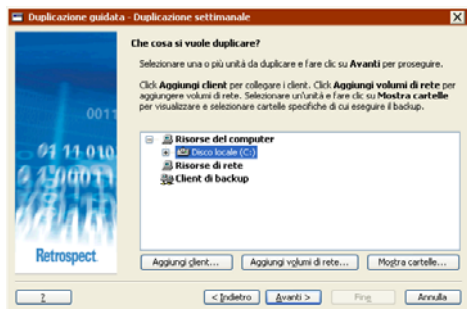 Duplicazione guidata - Duplicazione settimanale
Che cosa si vuole duplicare?
Selezionare una o più unità da duplicare e fare clic su Avanti per proseguire.
Click Aggiungi client per collegare i client. Click Aggiungi volumi di rete per
aggiungere volumi di rete. Selezionare un'unità e fare clic su Mostra cartelle
per visualizzare e selezionare cartelle specifiche di cui eseguire il backup.
Risorse del computer
Disco locale (C:)
Risorse di rete
Client di backup
Retrospect
Aggiungi client...
Aggiungi volumi di rete...
Mostra cartelle...
?
< Indietro
Avanti >
Fine
Annulla